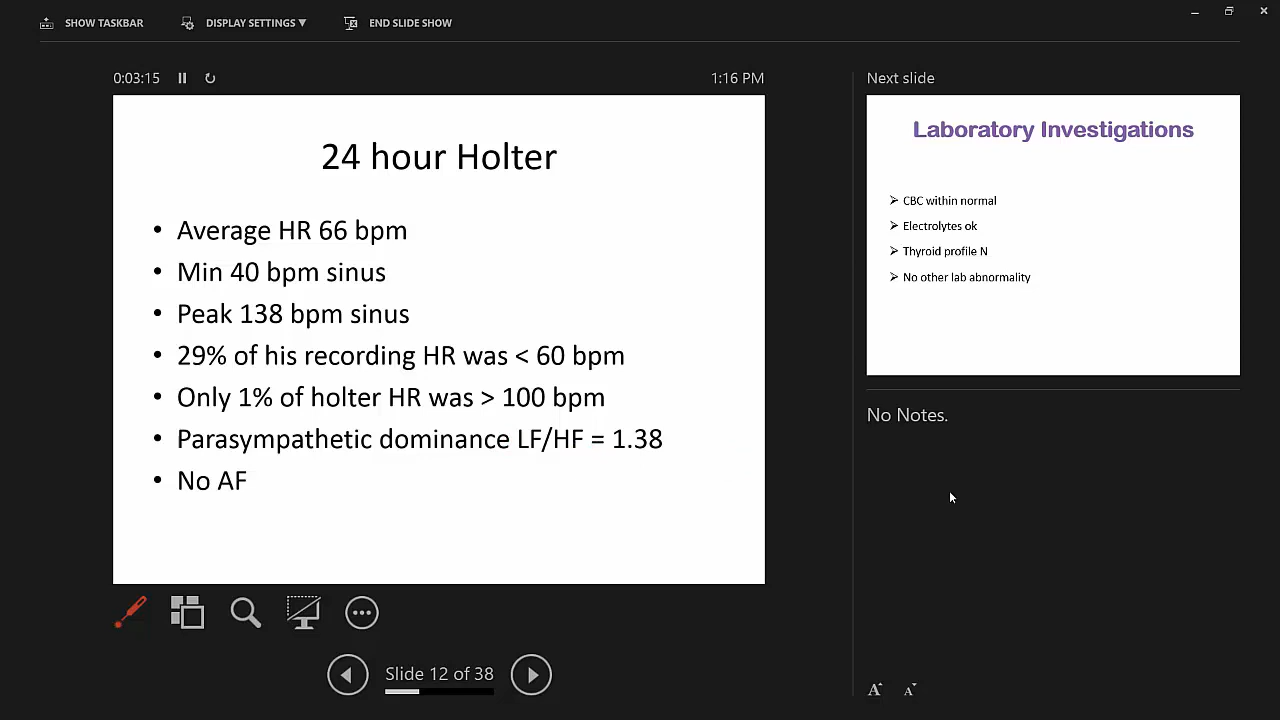 SHOW TASKBAR
DISPLAY SETTINGS ▼
END SLIDE SHOW
0:03:15
1:16 PM
24 hour Holter
• Average HR 66 bpm
• Min 40 bpm sinus
• Peak 138 bpm sinus
• 29% of his recording HR was < 60 bpm
• Only 1% of holter HR was > 100 bpm
• Parasympathetic dominance LF/HF = 1.38
• No AF
Slide 12 of 38
Next slide
Laboratory Investigations
➢ CBC within normal
➢ Electrolytes ok
➢ Thyroid profile N
➢ No other lab abnormality
No Notes.
A A